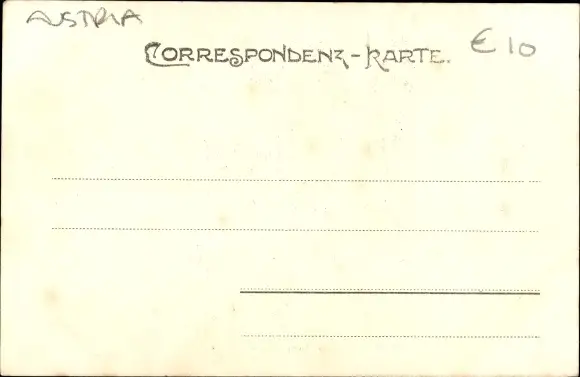 AUSTRIA
€ 10
CORRESPONDENZ-KARTE.